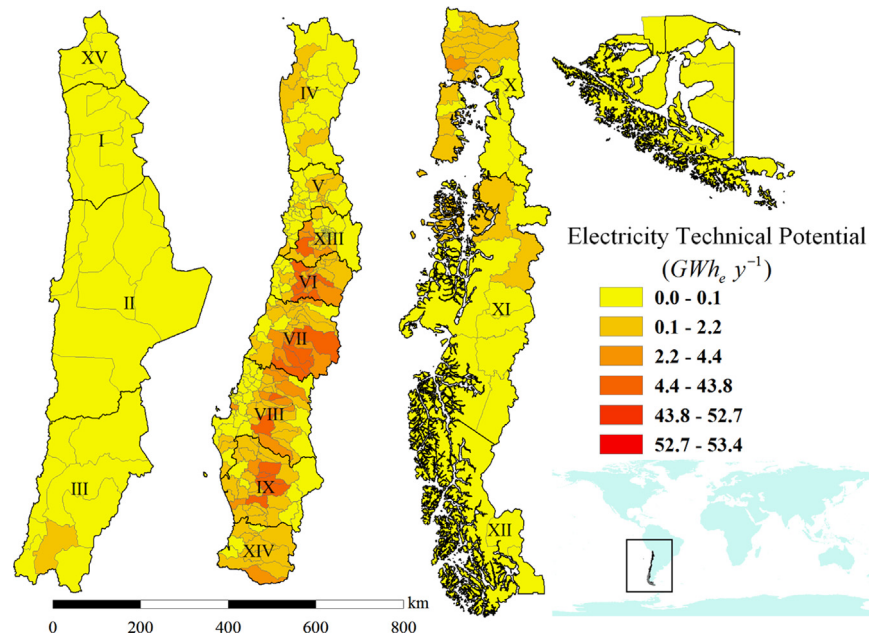 XV
I
II
III
IV
V
XIII
VI
VII
VIII
IX
XIV
X
XI
XII
Electricity Technical Potential
(GWhₑ y⁻¹)
0.0 - 0.1
0.1 - 2.2
2.2 - 4.4
4.4 - 43.8
43.8 - 52.7
52.7 - 53.4
km
0 200 400 600 800